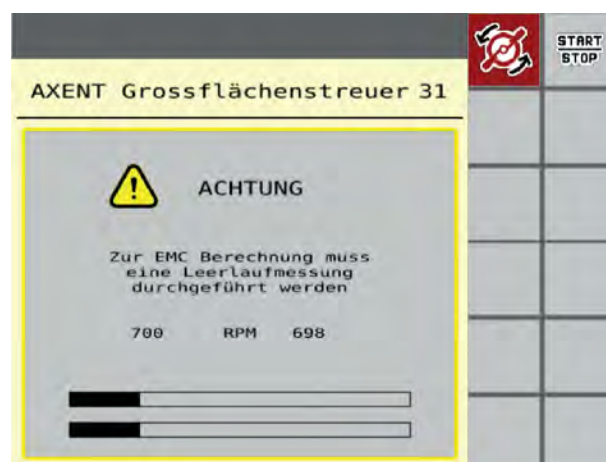 START
STOP
AXENT Grossflächenstreuer 31
ACHTUNG
Zur EMC Berechnung muss
eine Leerlaufmessung
durchgeführt werden
700 RPM 698